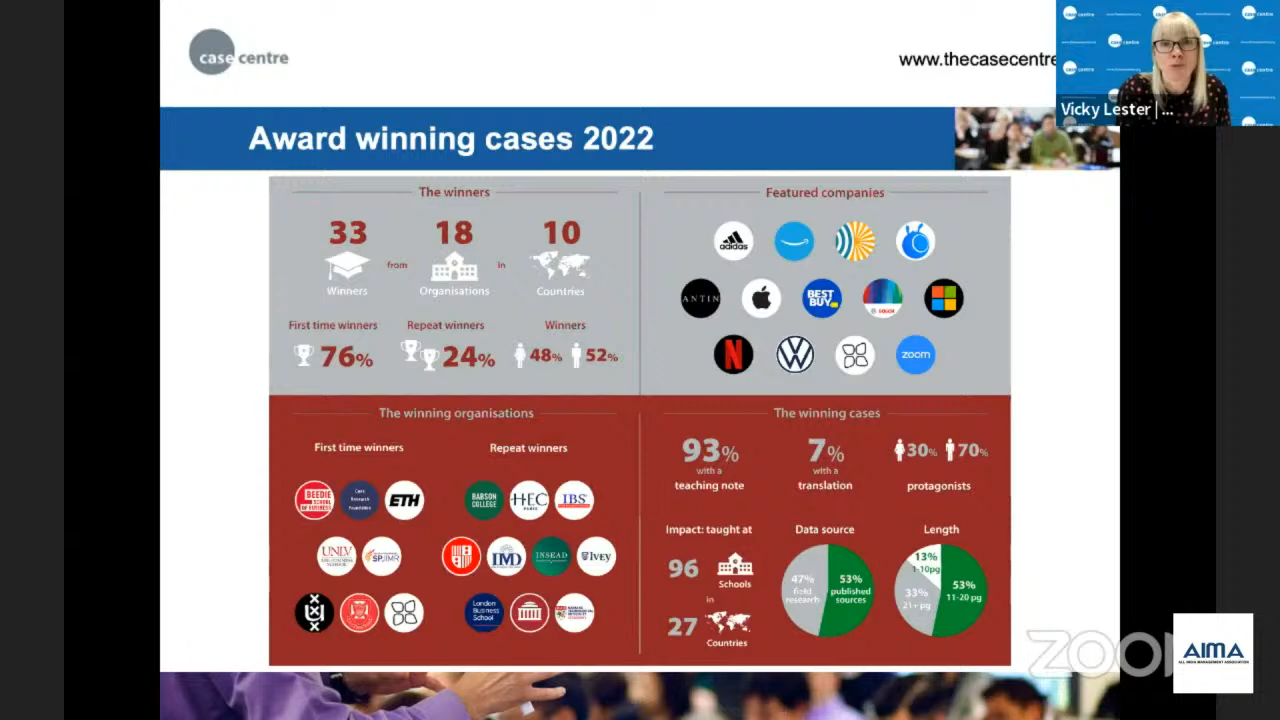 case centre
www.thecasecentre
Vicky Lester | ...
Award winning cases 2022
The winners
33
from
18
in
10
Winners
Organisations
Countries
First time winners
Repeat winners
Winners
76%
24%
48%
52%
Featured companies
adidas
ANTIN
BEST BUY
BOSCH
N
zoom
The winning organisations
First time winners
Repeat winners
BEEDIE SCHOOL OF BUSINESS
Case Research Foundation
ETH
BABSON COLLEGE
HEC PARIS
IBS
UNLV
SPJIMR
IMD
INSEAD
Ivey
London Business School
The winning cases
93%
with a
teaching note
7%
with a
translation
30%
70%
protagonists
Impact: taught at
96
Schools
in
27
Countries
Data source
47% field research
53% published sources
Length
13% 1-10pg
33% 21+ pg
53% 11-20 pg
ZOOM
AIMA
ALL INDIA MANAGEMENT ASSOCIATION